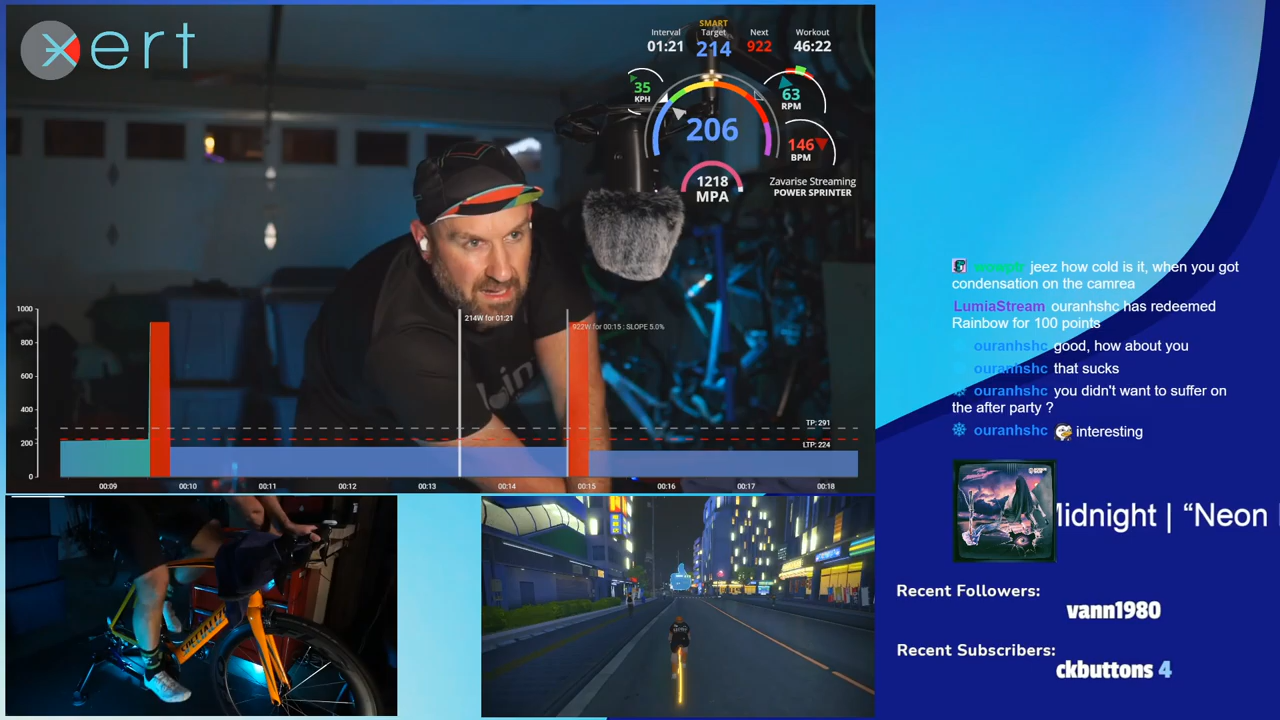 xert
SMART
Interval Target Next Workout
01:21 214 922 46:22
35
KPH
63
RPM
206
146
BPM
1218
MPA
Zavarise Streaming
POWER SPRINTER
1000
800
600
400
200
0
214W for 01:21
922W for 00:15 : SLOPE 5.0%
TP: 291
LTP: 224
00:09 00:10 00:11 00:12 00:13 00:14 00:15 00:16 00:17 00:18
SPECIALIZED
jeez how cold is it, when you got
condensation on the camrea
LumiaStream ouranhshc has redeemed
Rainbow for 100 points
ouranhshc good, how about you
ouranhshc that sucks
ouranhshc you didn't want to suffer on
the after party ?
ouranhshc interesting
Midnight | “Neon
Recent Followers:
vann1980
Recent Subscribers:
ckbuttons 4